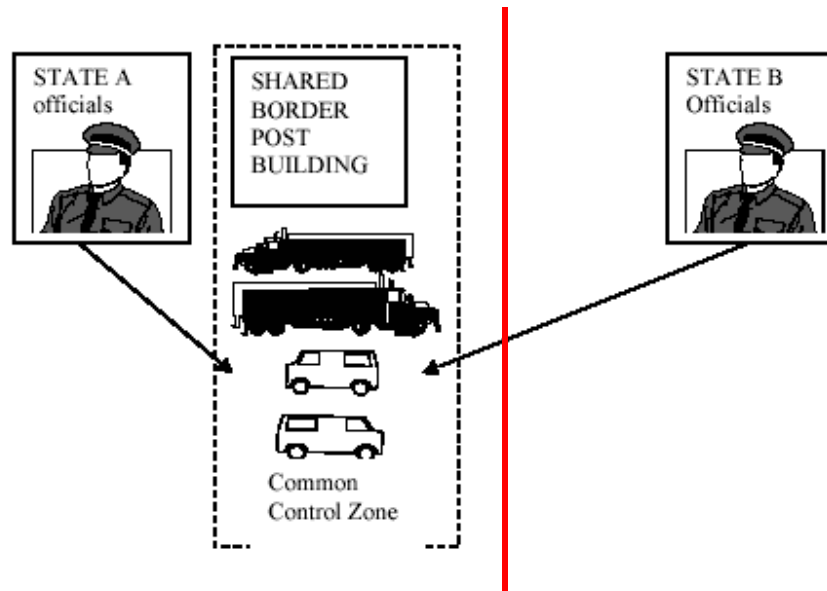 STATE A
officials
SHARED
BORDER
POST
BUILDING
STATE B
Officials
Common
Control Zone